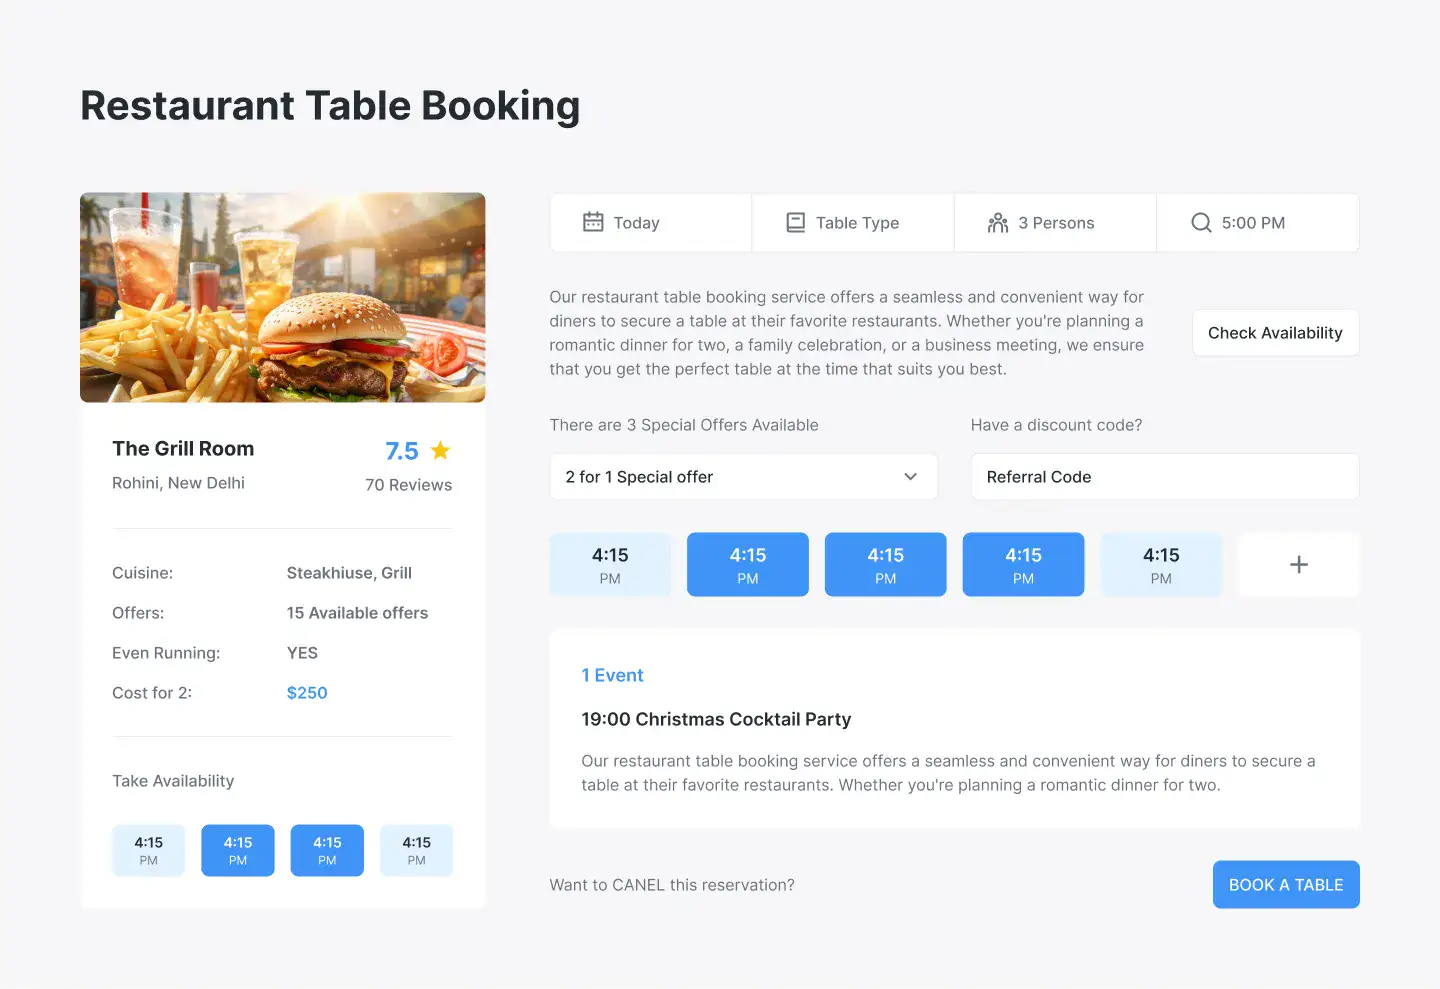 Restaurant Table Booking
The Grill Room
7.5
Rohini, New Delhi
70 Reviews
Cuisine:
Steakhiuse, Grill
Offers:
15 Available offers
Even Running:
YES
Cost for 2:
$250
Take Availability
4:15
PM
4:15
PM
4:15
PM
4:15
PM
Today
Table Type
3 Persons
5:00 PM
Our restaurant table booking service offers a seamless and convenient way for
diners to secure a table at their favorite restaurants. Whether you're planning a
romantic dinner for two, a family celebration, or a business meeting, we ensure
that you get the perfect table at the time that suits you best.
Check Availability
There are 3 Special Offers Available
2 for 1 Special offer
Have a discount code?
Referral Code
4:15
PM
4:15
PM
4:15
PM
4:15
PM
4:15
PM
+
1 Event
19:00 Christmas Cocktail Party
Our restaurant table booking service offers a seamless and convenient way for diners to secure a
table at their favorite restaurants. Whether you're planning a romantic dinner for two.
Want to CANEL this reservation?
BOOK A TABLE